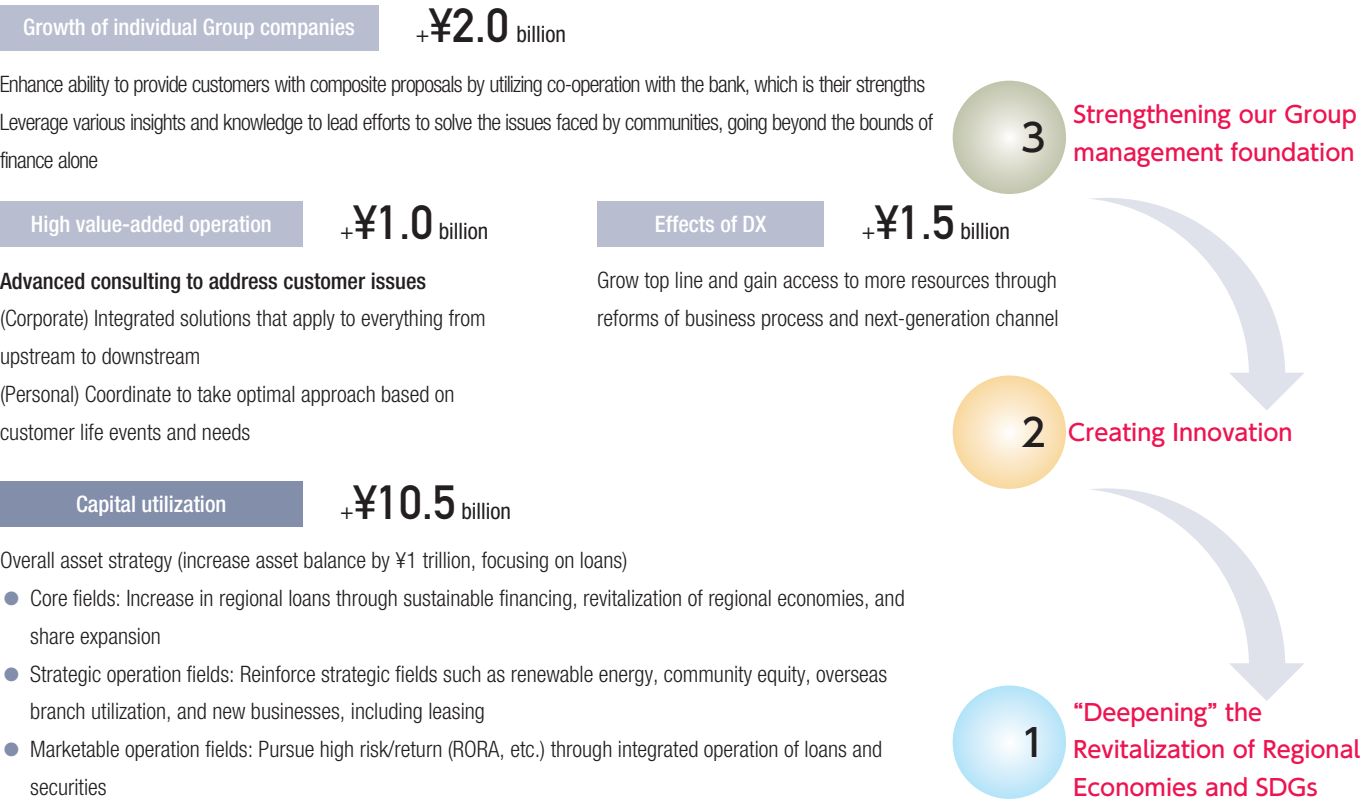 Growth of individual Group companies
+¥2.0 billion
Enhance ability to provide customers with composite proposals by utilizing co-operation with the bank, which is their strengths
Leverage various insights and knowledge to lead efforts to solve the issues faced by communities, going beyond the bounds of
finance alone
3
Strengthening our Group
management foundation
High value-added operation
+¥1.0 billion
Advanced consulting to address customer issues
(Corporate) Integrated solutions that apply to everything from
upstream to downstream
(Personal) Coordinate to take optimal approach based on
customer life events and needs
Effects of DX
+¥1.5 billion
Grow top line and gain access to more resources through
reforms of business process and next-generation channel
2
Creating Innovation
Capital utilization
+¥10.5 billion
Overall asset strategy (increase asset balance by ¥1 trillion, focusing on loans)
● Core fields: Increase in regional loans through sustainable financing, revitalization of regional economies, and
share expansion
● Strategic operation fields: Reinforce strategic fields such as renewable energy, community equity, overseas
branch utilization, and new businesses, including leasing
● Marketable operation fields: Pursue high risk/return (RORA, etc.) through integrated operation of loans and
securities
1
“Deepening” the
Revitalization of Regional
Economies and SDGs